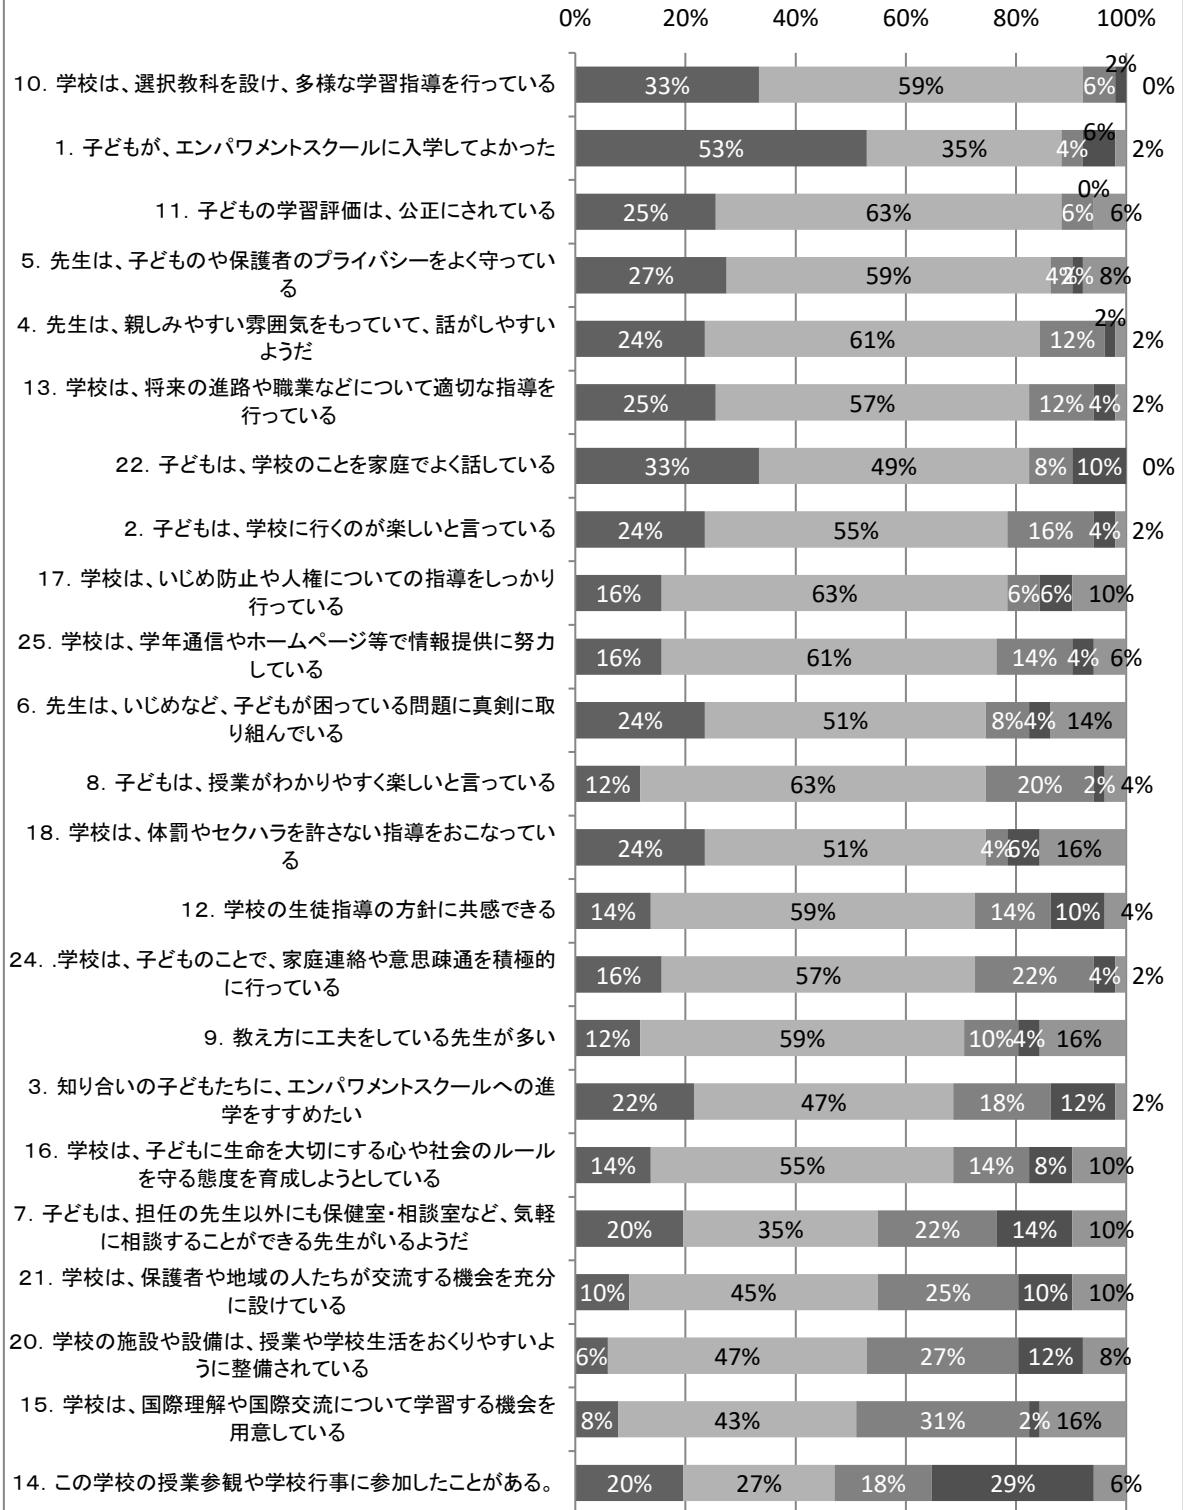 0% 20% 40% 60% 80% 100%
10. 学校は、選択教科を設け、多様な学習指導を行っている 33% 59% 6% 2% 0%
1. 子どもが、エンパワメントスクールに入学してよかった 53% 35% 4% 6% 2%
11. 子どもの学習評価は、公正にされている 25% 63% 6% 0% 6%
5. 先生は、子どものや保護者のプライバシーをよく守ってい
る 27% 59% 4% 2% 8%
4. 先生は、親しみやすい雰囲気をもっていて、話がしやすい
ようだ 24% 61% 12% 2% 2%
13. 学校は、将来の進路や職業などについて適切な指導を
行っている 25% 57% 12% 4% 2%
22. 子どもは、学校のことを家庭でよく話している 33% 49% 8% 10% 0%
2. 子どもは、学校に行くのが楽しいと言っている 24% 55% 16% 4% 2%
17. 学校は、いじめ防止や人権についての指導をしっかり
行っている 16% 63% 6% 6% 10%
25. 学校は、学年通信やホームページ等で情報提供に努力
している 16% 61% 14% 4% 6%
6. 先生は、いじめなど、子どもが困っている問題に真剣に取
り組んでいる 24% 51% 8% 4% 14%
8. 子どもは、授業がわかりやすく楽しいと言っている 12% 63% 20% 2% 4%
18. 学校は、体罰やセクハラを許さない指導をおこなってい
る 24% 51% 4% 6% 16%
12. 学校の生徒指導の方針に共感できる 14% 59% 14% 10% 4%
24. .学校は、子どものことで、家庭連絡や意思疎通を積極的
に行っている 16% 57% 22% 4% 2%
9. 教え方に工夫をしている先生が多い 12% 59% 10% 4% 16%
3. 知り合いの子どもたちに、エンパワメントスクールへの進
学をすすめたい 22% 47% 18% 12% 2%
16. 学校は、子どもに生命を大切にする心や社会のルール
を守る態度を育成しようとしている 14% 55% 14% 8% 10%
7. 子どもは、担任の先生以外にも保健室・相談室など、気軽
に相談することができる先生がいるようだ 20% 35% 22% 14% 10%
21. 学校は、保護者や地域の人たちが交流する機会を充分
に設けている 10% 45% 25% 10% 10%
20. 学校の施設や設備は、授業や学校生活をおくりやすいよ
うに整備されている 6% 47% 27% 12% 8%
15. 学校は、国際理解や国際交流について学習する機会を
用意している 8% 43% 31% 2% 16%
14. この学校の授業参観や学校行事に参加したことがある。 20% 27% 18% 29% 6%